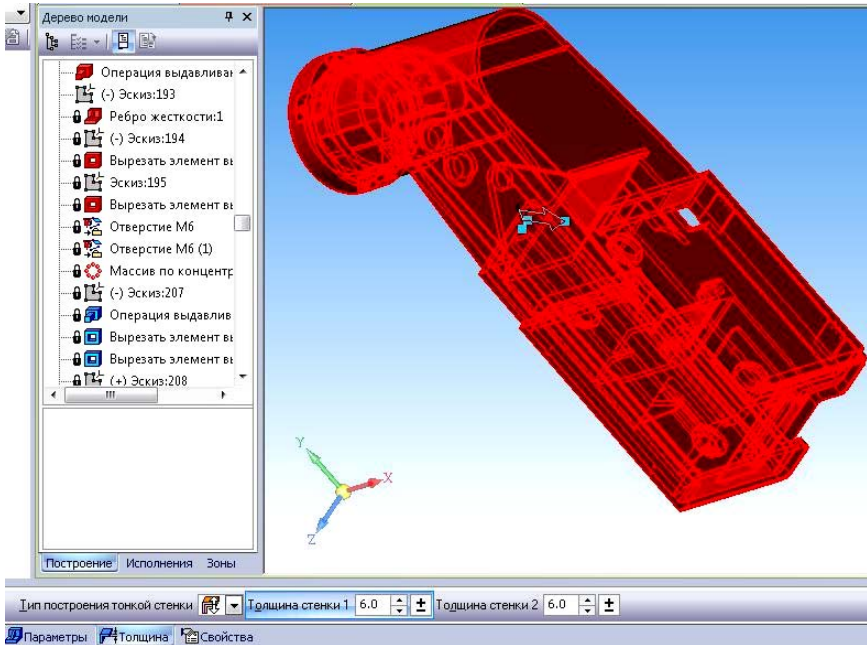 Дерево модели
Операция выдавливан
(-) Эскиз:193
Ребро жесткости:1
(-) Эскиз:194
Вырезать элемент вы
Эскиз:195
Вырезать элемент вы
Отверстие М6
Отверстие М6 (1)
Массив по концентр
(-) Эскиз:207
Операция выдавлив
Вырезать элемент вы
Вырезать элемент вы
(+) Эскиз:208
Y
X
Z
Построение Исполнения Зоны
Тип построения тонкой стенки Толщина стенки 1 6.0 Толщина стенки 2 6.0
Параметры Толщина Свойства